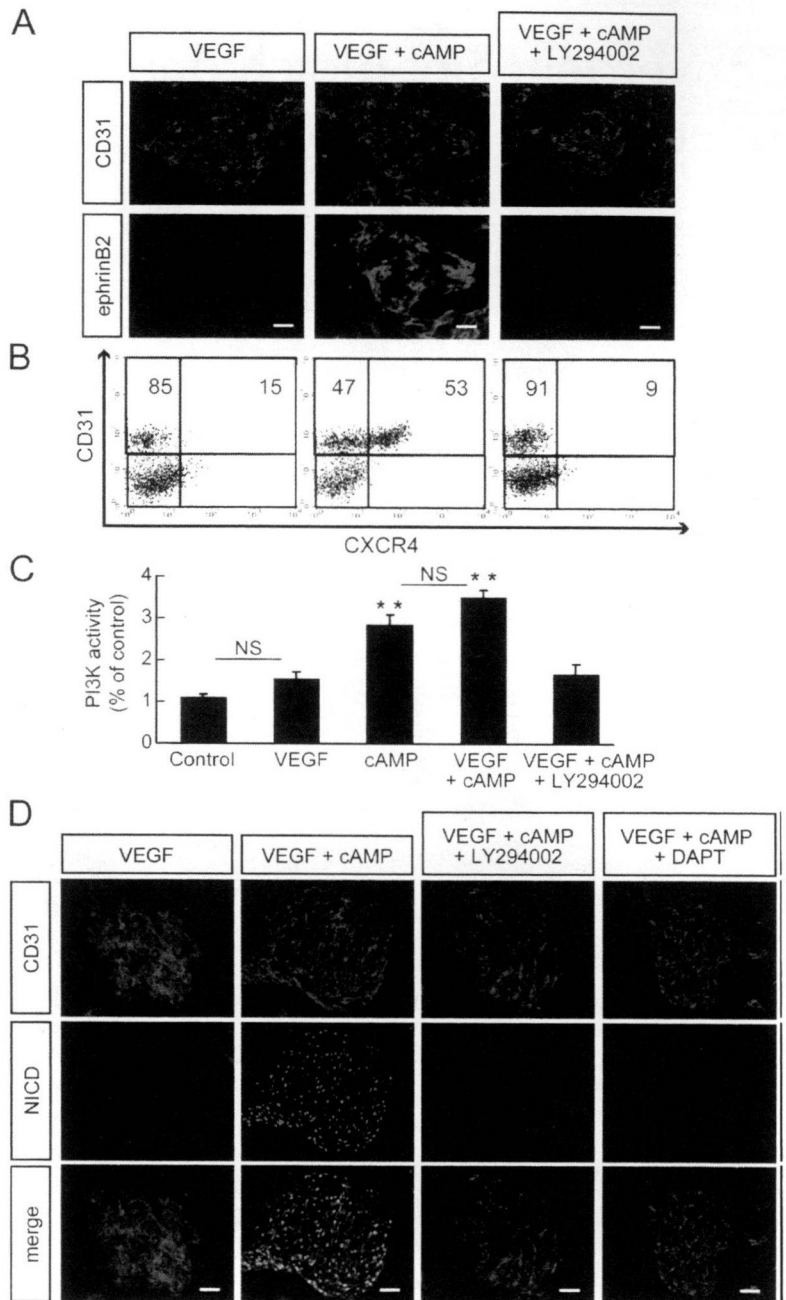 A
VEGF
VEGF + cAMP
VEGF + cAMP
+ LY294002
CD31
ephrinB2
B
85 15
47 53
91 9
CD31
CXCR4
C
4
3
2
1
0
PI3K activity
(% of control)
NS
**
NS
**
Control
VEGF
cAMP
VEGF
+ cAMP
VEGF + cAMP
+ LY294002
D
VEGF
VEGF + cAMP
VEGF + cAMP
+ LY294002
VEGF + cAMP
+ DAPT
CD31
NICD
merge